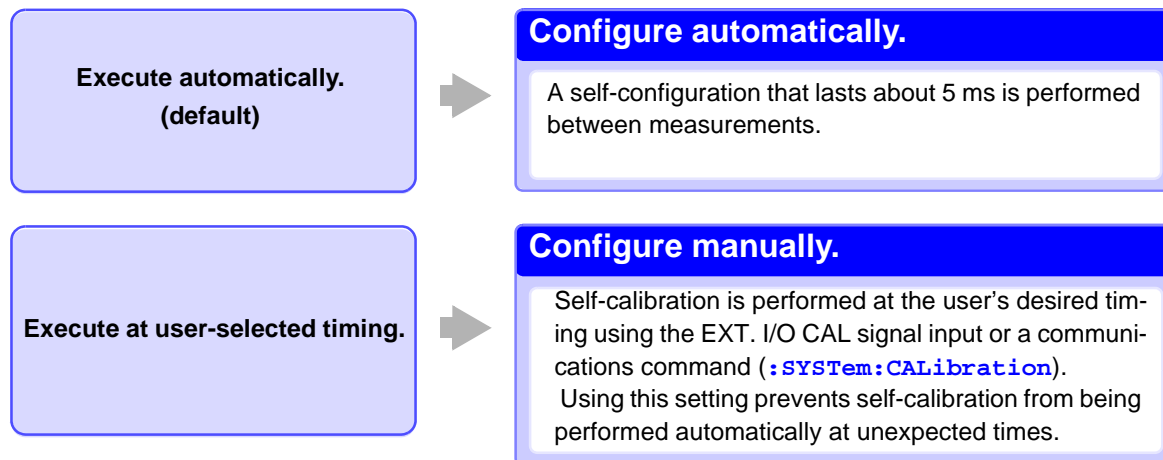 Execute automatically.
(default)
Configure automatically.
A self-configuration that lasts about 5 ms is performed
between measurements.
Execute at user-selected timing.
Configure manually.
Self-calibration is performed at the user's desired tim-
ing using the EXT. I/O CAL signal input or a communi-
cations command (:SYSTem:CALibration).
Using this setting prevents self-calibration from being
performed automatically at unexpected times.